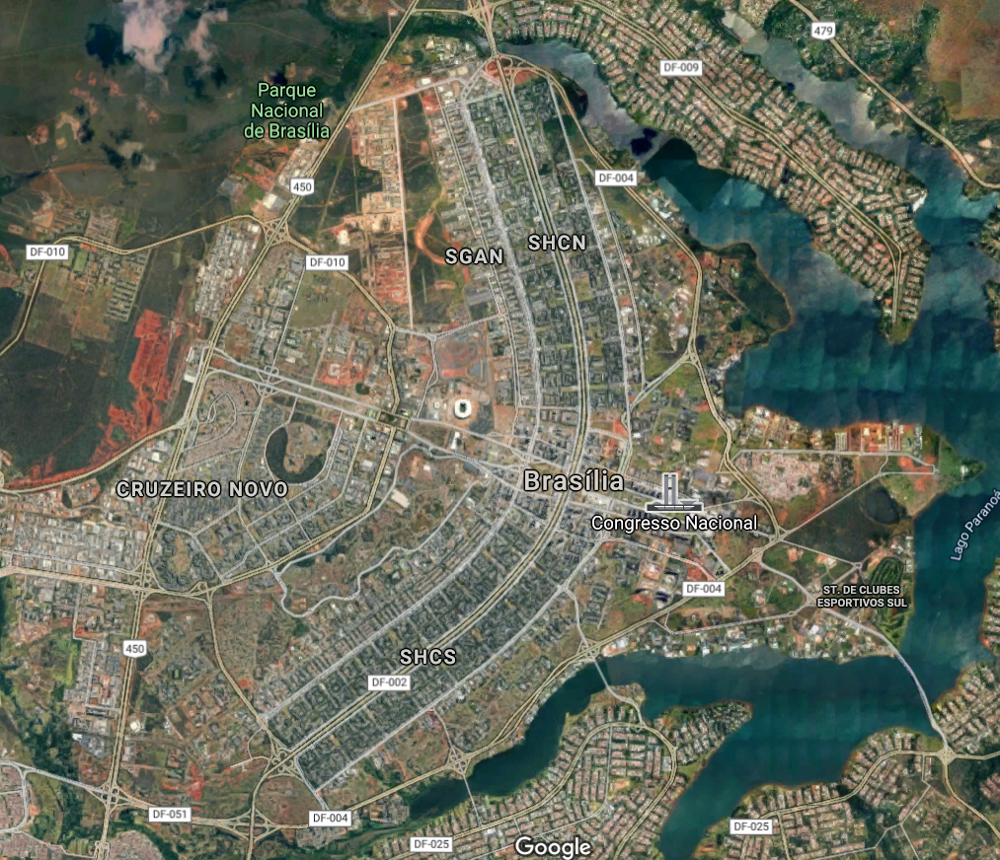 479
DF-009
Parque
Nacional
de Brasília
DF-004
450
SHCN
DF-010
SGAN
DF-010
Brasília
CRUZEIRO NOVO
Congresso Nacional
Lago Paranoá
DF-004
ST. DE CLUBES
ESPORTIVOS SUL
450
SHCS
DF-002
DF-051
DF-004
DF-025
DF-025
Google